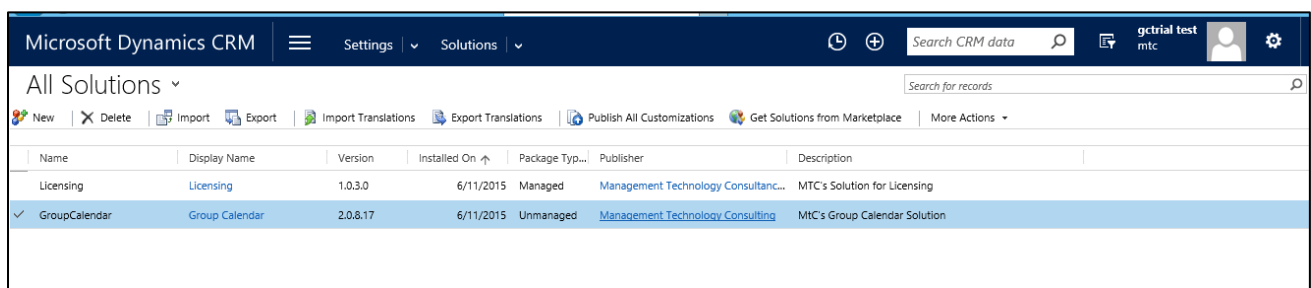 Microsoft Dynamics CRM Settings Solutions Search CRM data gctrial test
mtc
All Solutions Search for records
New Delete Import Export Import Translations Export Translations Publish All Customizations Get Solutions from Marketplace More Actions
Name Display Name Version Installed On Package Typ... Publisher Description
Licensing Licensing 1.0.3.0 6/11/2015 Managed Management Technology Consultanc... MTC's Solution for Licensing
GroupCalendar Group Calendar 2.0.8.17 6/11/2015 Unmanaged Management Technology Consulting MtC's Group Calendar Solution